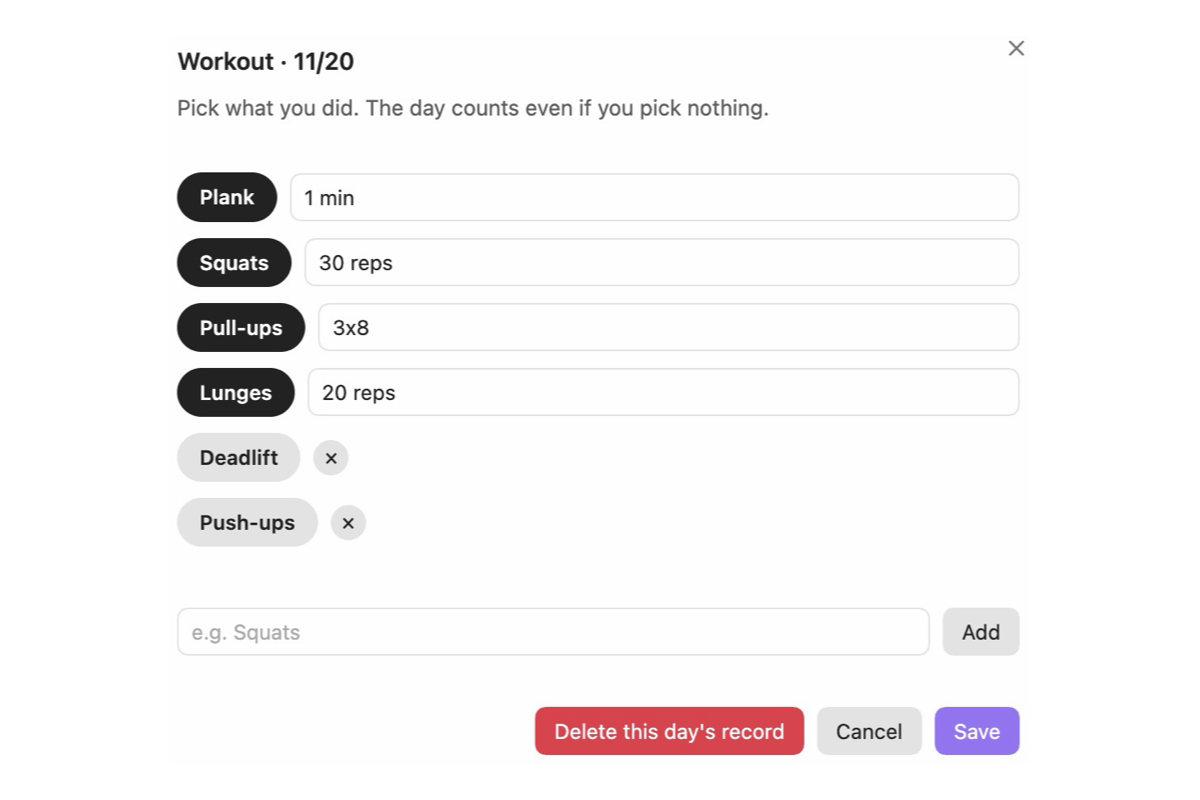 Workout · 11/20
Pick what you did. The day counts even if you pick nothing.
Plank 1 min
Squats 30 reps
Pull-ups 3x8
Lunges 20 reps
Deadlift ×
Push-ups ×
e.g. Squats Add
Delete this day's record Cancel Save